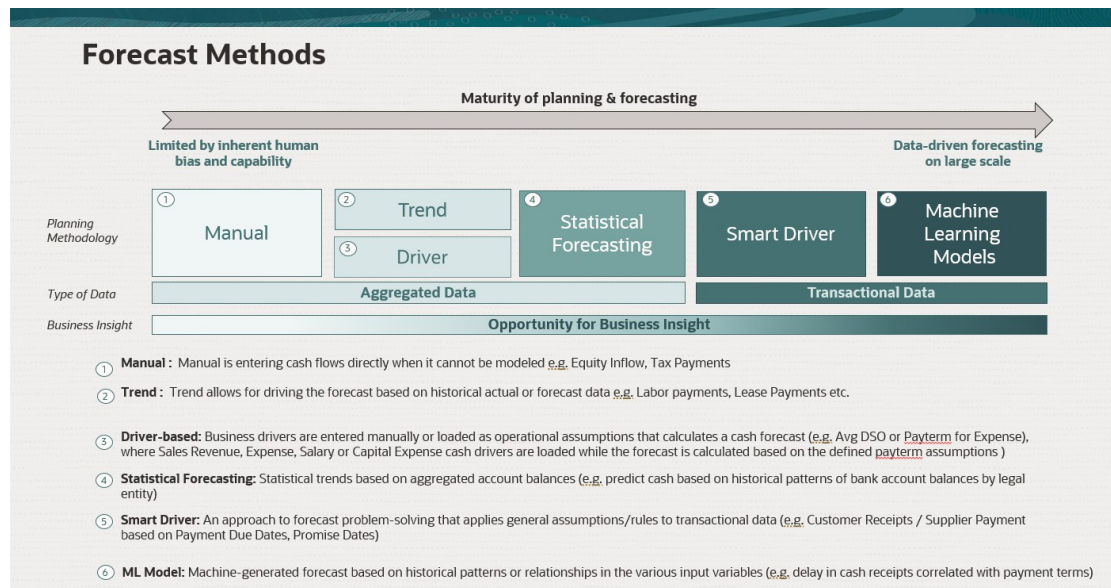 Forecast Methods
Maturity of planning & forecasting
Limited by inherent human
bias and capability
Data-driven forecasting
on large scale
Planning
Methodology
1
Manual
2
Trend
3
Driver
4
Statistical
Forecasting
5
Smart Driver
6
Machine
Learning
Models
Type of Data
Aggregated Data
Transactional Data
Business Insight
Opportunity for Business Insight
1 Manual : Manual is entering cash flows directly when it cannot be modeled e.g. Equity Inflow, Tax Payments
2 Trend : Trend allows for driving the forecast based on historical actual or forecast data e.g. Labor payments, Lease Payments etc.
3 Driver-based: Business drivers are entered manually or loaded as operational assumptions that calculates a cash forecast (e.g. Avg DSO or Payterm for Expense),
where Sales Revenue, Expense, Salary or Capital Expense cash drivers are loaded while the forecast is calculated based on the defined payterm assumptions )
4 Statistical Forecasting: Statistical trends based on aggregated account balances (e.g. predict cash based on historical patterns of bank account balances by legal
entity)
5 Smart Driver: An approach to forecast problem-solving that applies general assumptions/rules to transactional data (e.g. Customer Receipts / Supplier Payment
based on Payment Due Dates, Promise Dates)
6 ML Model: Machine-generated forecast based on historical patterns or relationships in the various input variables (e.g. delay in cash receipts correlated with payment terms)